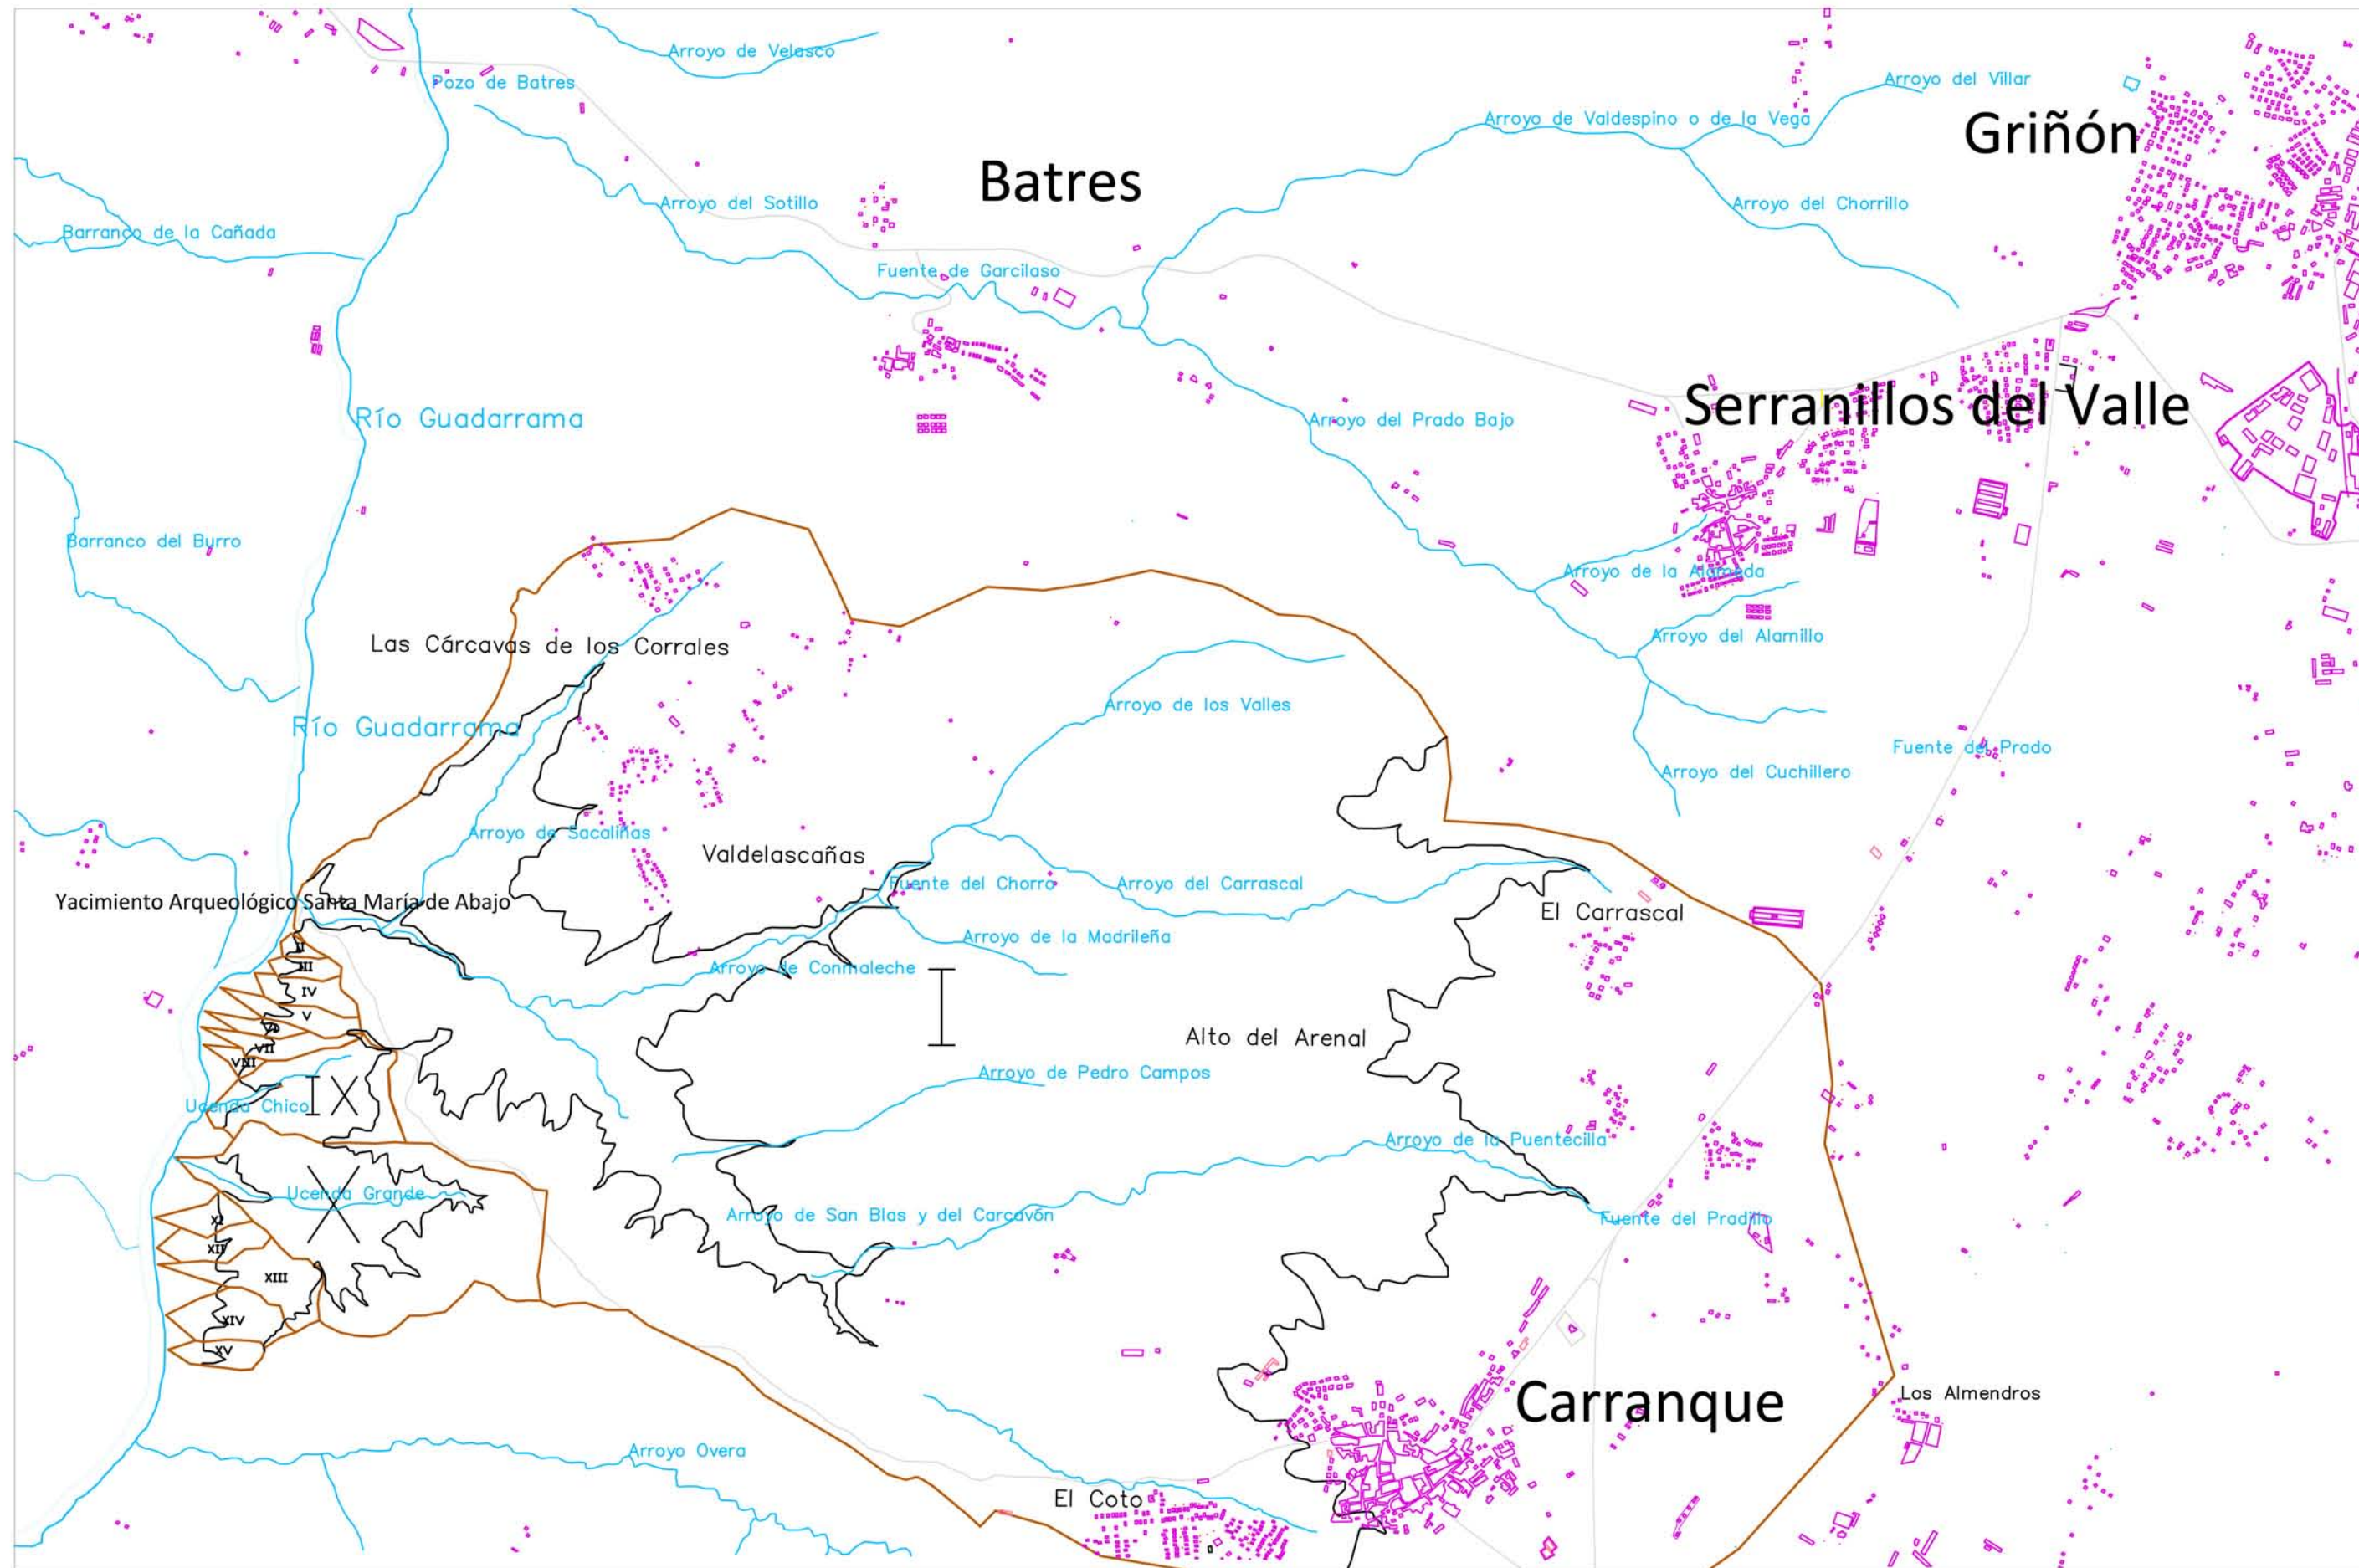 Arroyo de Velasco
Pozo de Batres
Arroyo del Villar
Arroyo de Valdespino o de la Vega
Griñón
Batres
Arroyo del Sotillo
Arroyo del Chorrillo
Barranco de la Cañada
Fuente de Garcilaso
Río Guadarrama
Arroyo del Prado Bajo
Serranillos del Valle
Barranco del Burro
Arroyo de la Alameda
Arroyo del Alamillo
Las Cárcavas de los Corrales
Arroyo de los Valles
Río Guadarrama
Fuente del Prado
Arroyo del Cuchillero
Arroyo de Sacaliñas
Valdelascañas
Fuente del Chorro
Arroyo del Carrascal
Yacimiento Arqueológico Santa María de Abajo
El Carrascal
Arroyo de la Madrileña
II
III
Arroyo de Conmaleche
I
IV
V
VI
Alto del Arenal
VII
VIII
Arroyo de Pedro Campos
Ucenda Chico
IX
Arroyo de la Puentecilla
Ucenda Grande
X
XI
Arroyo de San Blas y del Carcavón
Fuente del Pradillo
XII
XIII
XIV
XV
Carranque
Los Almendros
Arroyo Overa
El Coto